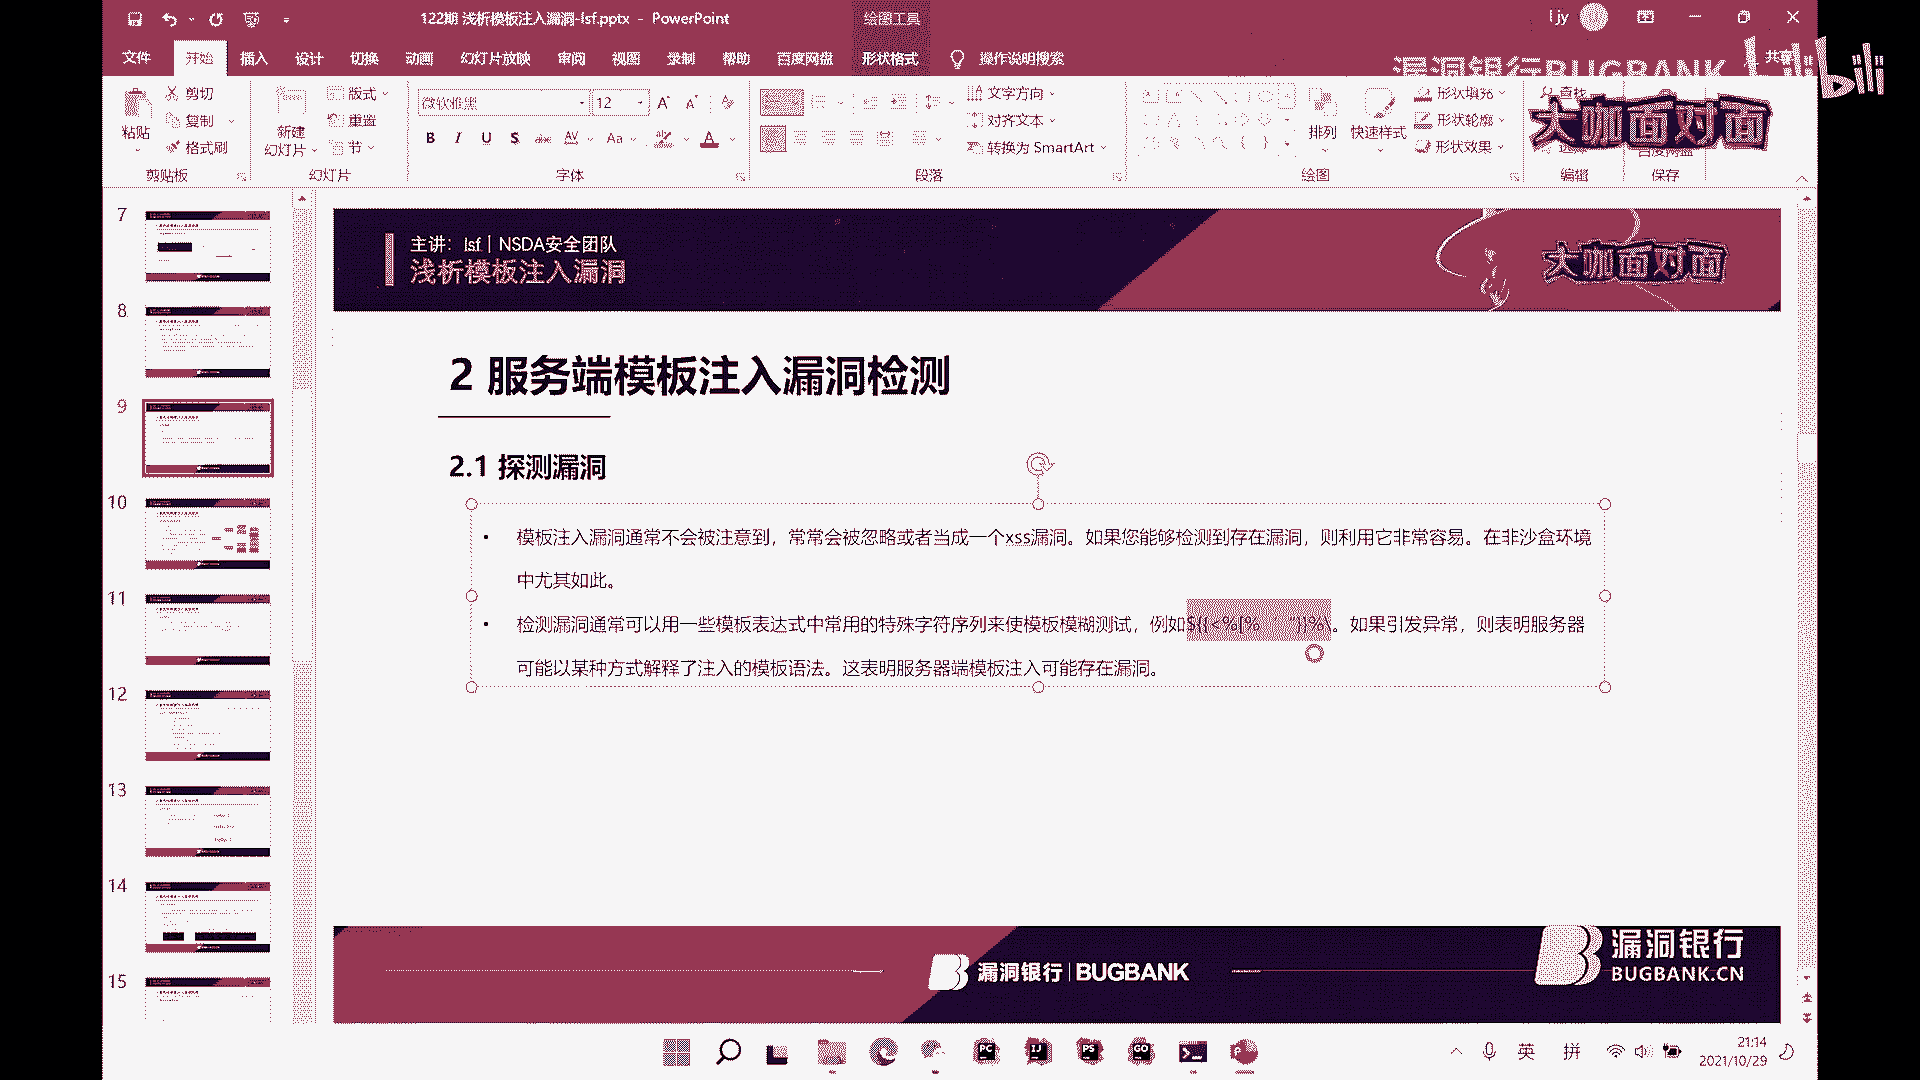 122期 浅析模板注入漏洞-lsf.pptx - PowerPoint
绘图工具
l jy
文件 开始 插入 设计 切换 动画 幻灯片放映 审阅 视图 录制 帮助 百度网盘 形状格式 操作说明搜索
共享
漏洞银行BUGBANK
bilibili
大咖面对面
粘贴
剪切
复制
格式刷
剪贴板
新建
幻灯片
版式
重置
节
幻灯片
微软雅黑 12
B I U S abc AV Aa A
字体
文字方向
对齐文本
转换为 SmartArt
段落
排列
快速样式
形状填充
形状轮廓
形状效果
绘图
查找
编辑
百度网盘
保存
7
8
9
10
11
12
13
14
15
主讲：lsf | NSDA安全团队
浅析模板注入漏洞
大咖面对面
2 服务端模板注入漏洞检测
2.1 探测漏洞
• 模板注入漏洞通常不会被注意到，常常会被忽略或者当成一个xss漏洞。如果您能够检测到存在漏洞，则利用它非常容易。在非沙盒环境
中尤其如此。
• 检测漏洞通常可以用一些模板表达式中常用的特殊字符序列来使模板模糊测试，例如。如果引发异常，则表明服务器
可能以某种方式解释了注入的模板语法。这表明服务器端模板注入可能存在漏洞。
漏洞银行 | BUGBANK
漏洞银行
BUGBANK.CN
PC IJ PS GO
英 拼
21:14
2021/10/29